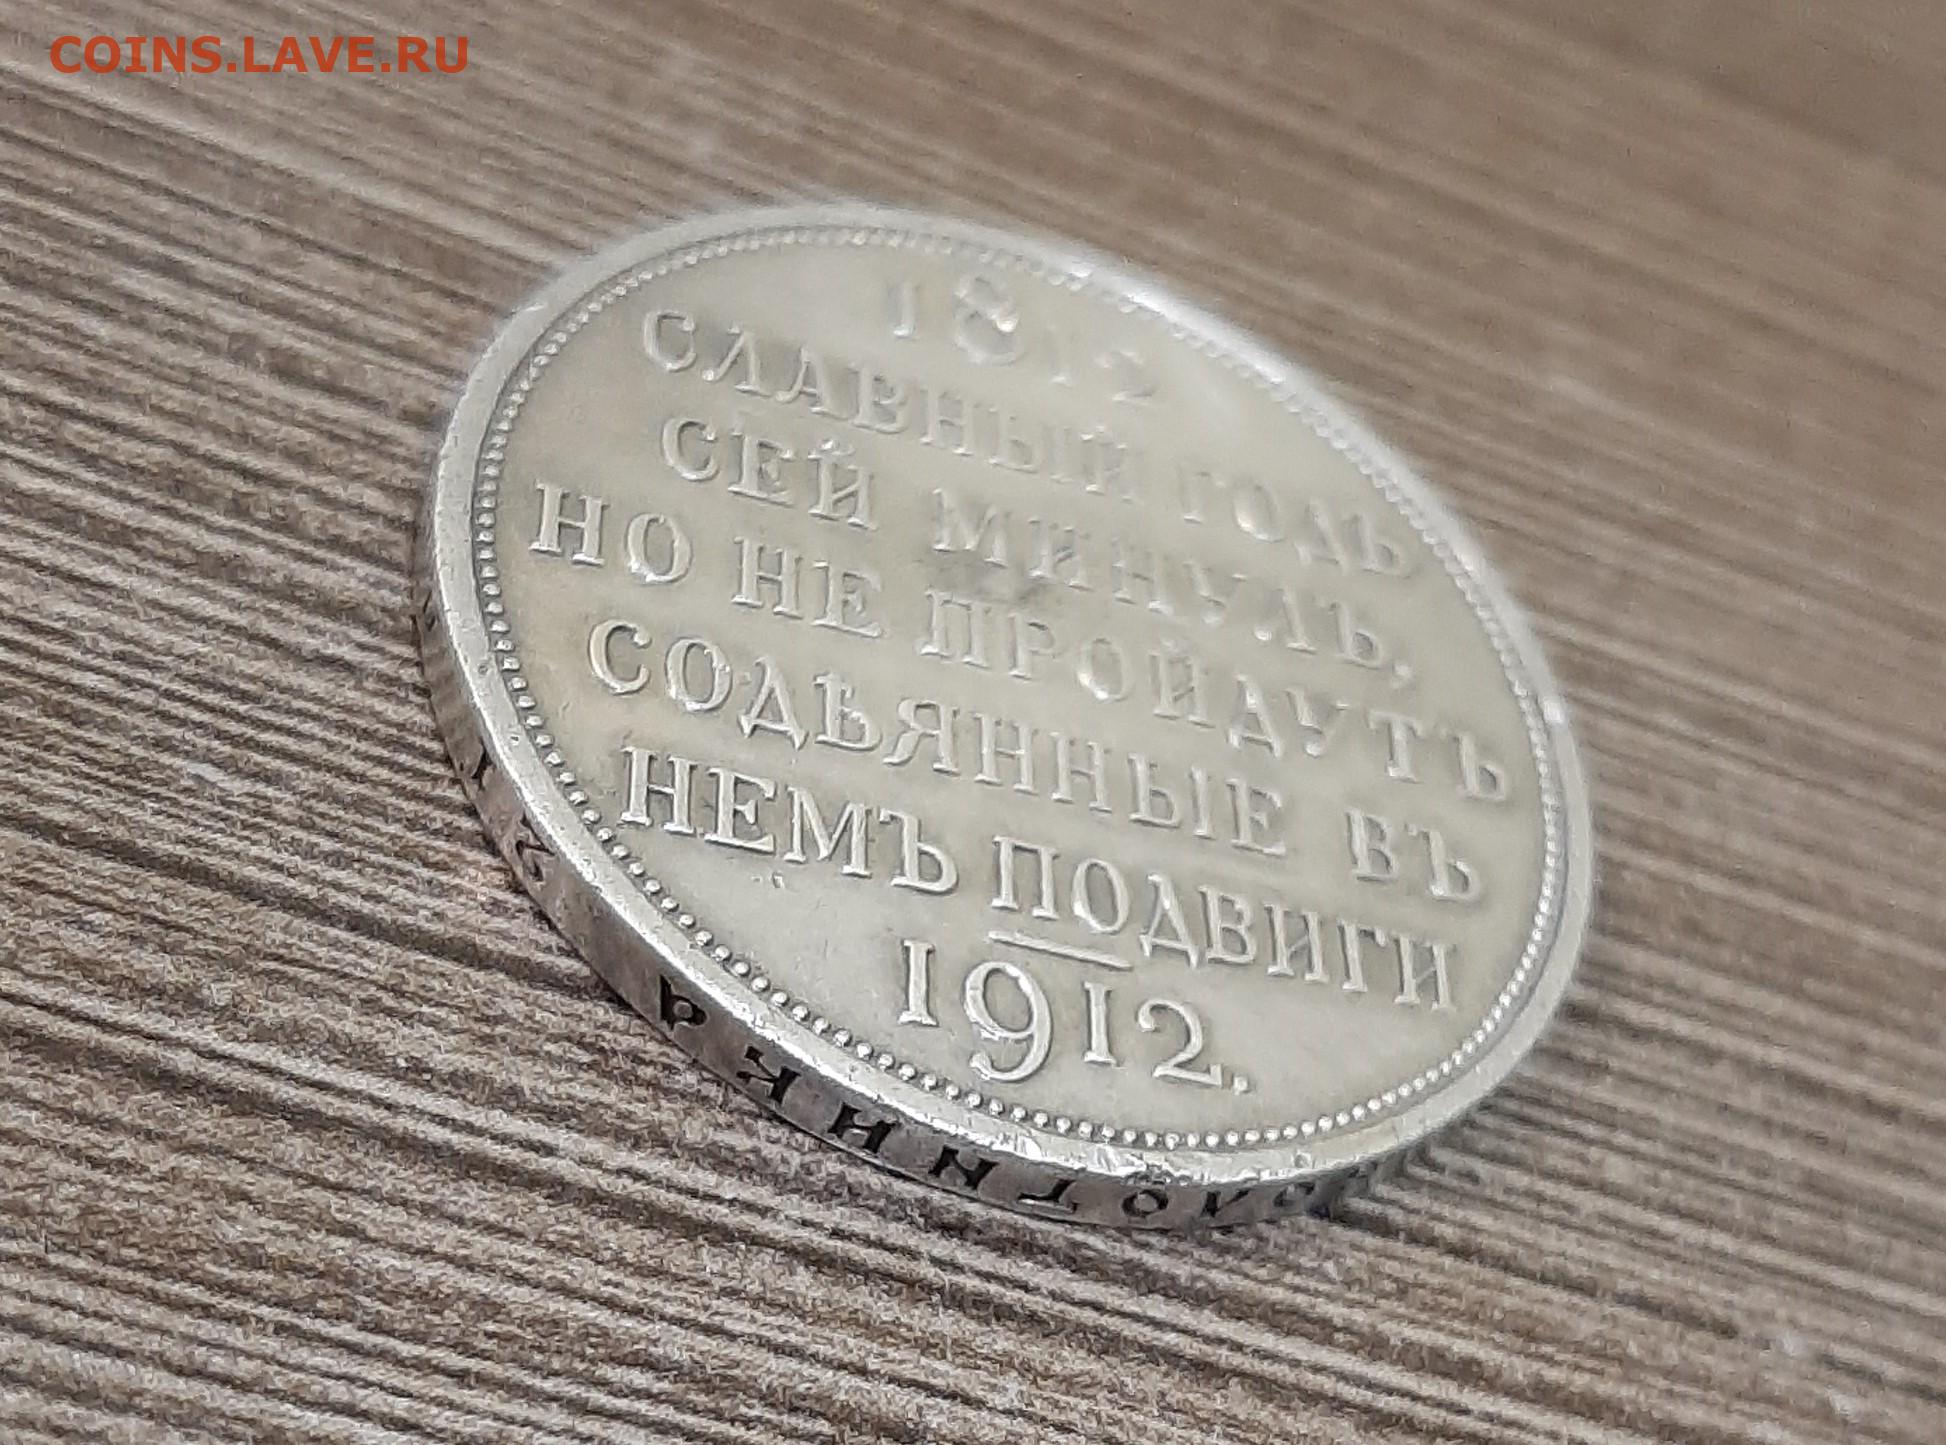 COINS.LAVE.RU
1812
СЛАВНЫЙ ГОДЪ
СЕЙ МИНУЛЪ,
НО НЕ ПРОЙДУТЪ
СОДѢЯННЫЕ ВЪ
НЕМЪ ПОДВИГИ
1912.